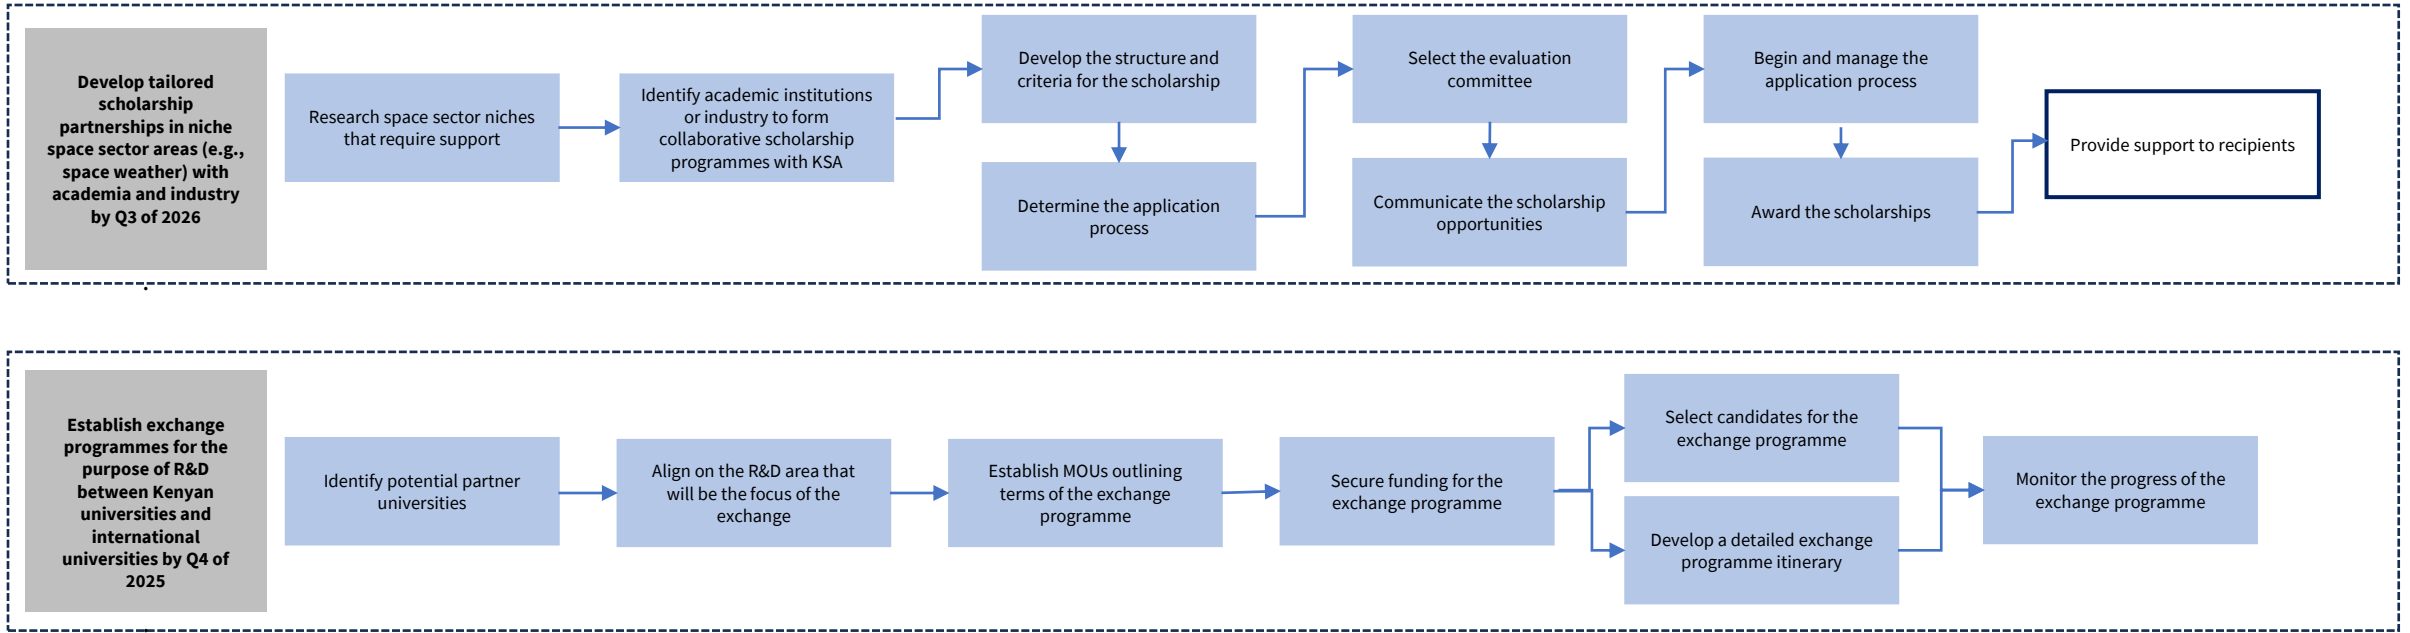 Develop tailored
scholarship
partnerships in niche
space sector areas (e.g.,
space weather) with
academia and industry
by Q3 of 2026
Research space sector niches
that require support
Identify academic institutions
or industry to form
collaborative scholarship
programmes with KSA
Develop the structure and
criteria for the scholarship
Determine the application
process
Select the evaluation
committee
Communicate the scholarship
opportunities
Begin and manage the
application process
Award the scholarships
Provide support to recipients
Establish exchange
programmes for the
purpose of R&D
between Kenyan
universities and
international
universities by Q4 of
2025
Identify potential partner
universities
Align on the R&D area that
will be the focus of the
exchange
Establish MOUs outlining
terms of the exchange
programme
Secure funding for the
exchange programme
Select candidates for the
exchange programme
Develop a detailed exchange
programme itinerary
Monitor the progress of the
exchange programme